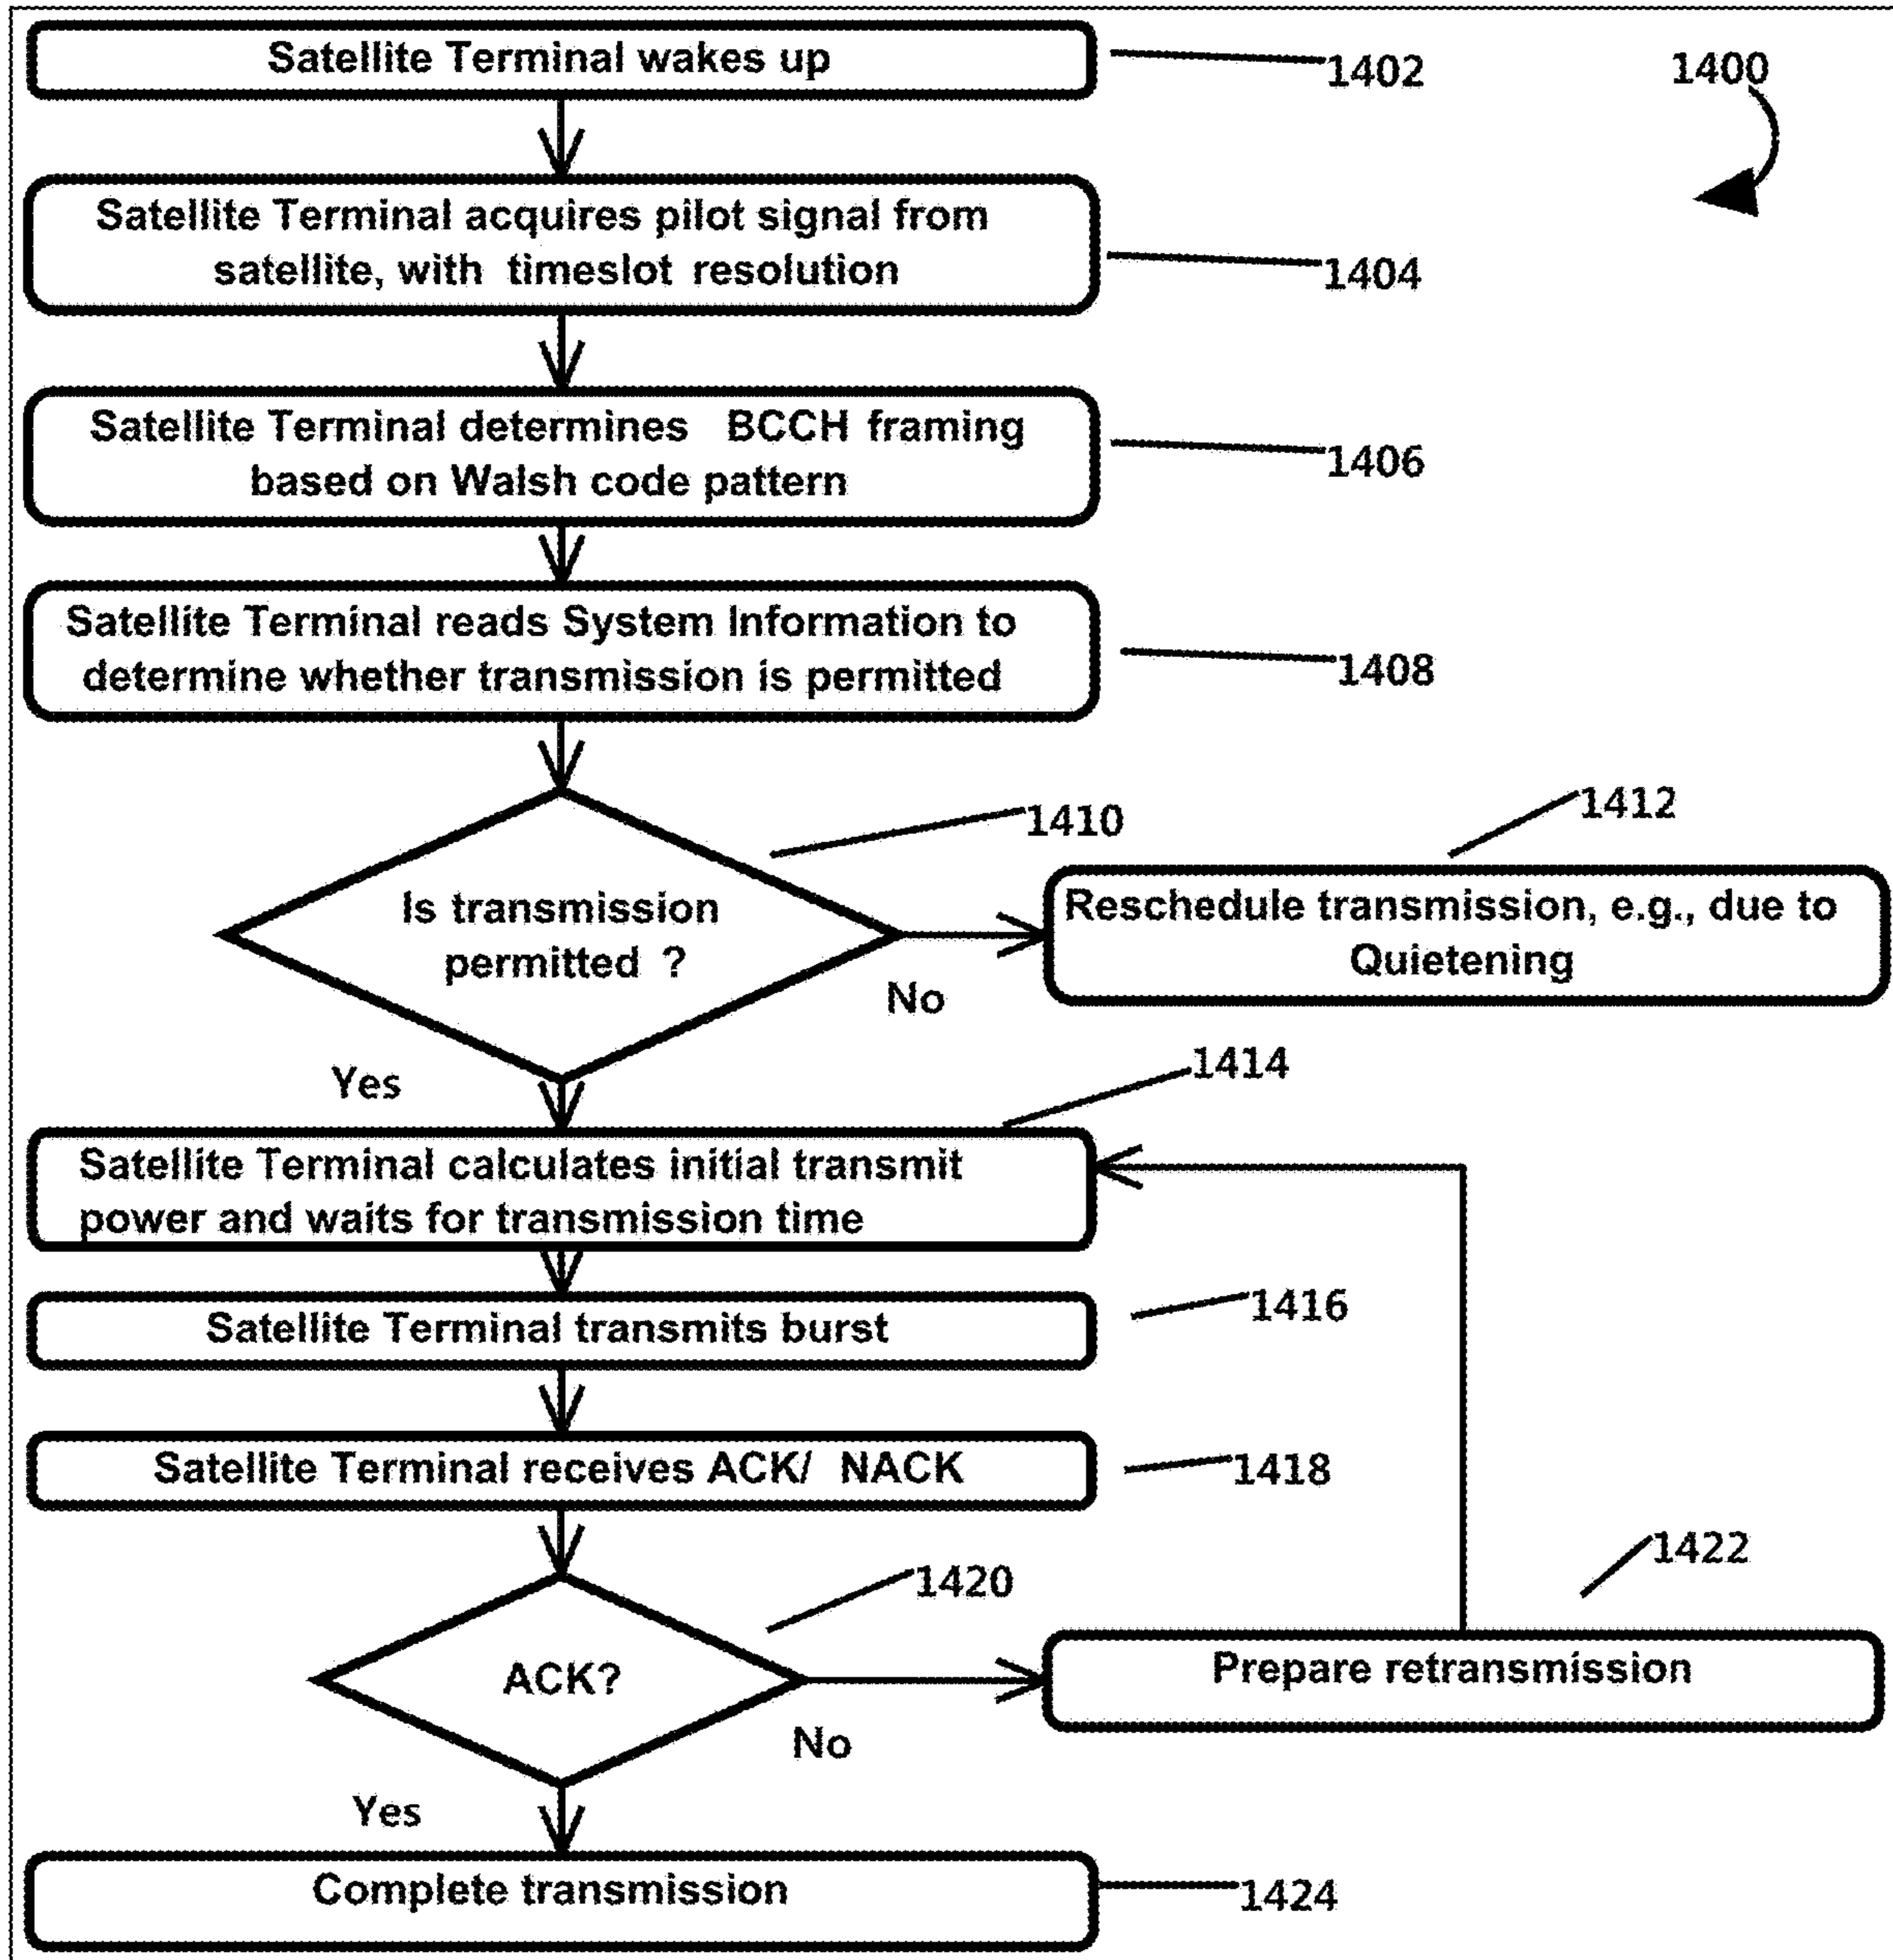 Satellite Terminal wakes up
1402
1400
Satellite Terminal acquires pilot signal from
satellite, with timeslot resolution
1404
Satellite Terminal determines BCCH framing
based on Walsh code pattern
1406
Satellite Terminal reads System Information to
determine whether transmission is permitted
1408
1410
Is transmission
permitted ?
1412
Reschedule transmission, e.g., due to
Quietening
No
Yes
1414
Satellite Terminal calculates initial transmit
power and waits for transmission time
Satellite Terminal transmits burst
1416
Satellite Terminal receives ACK/ NACK
1418
1420
ACK?
1422
Prepare retransmission
No
Yes
Complete transmission
1424